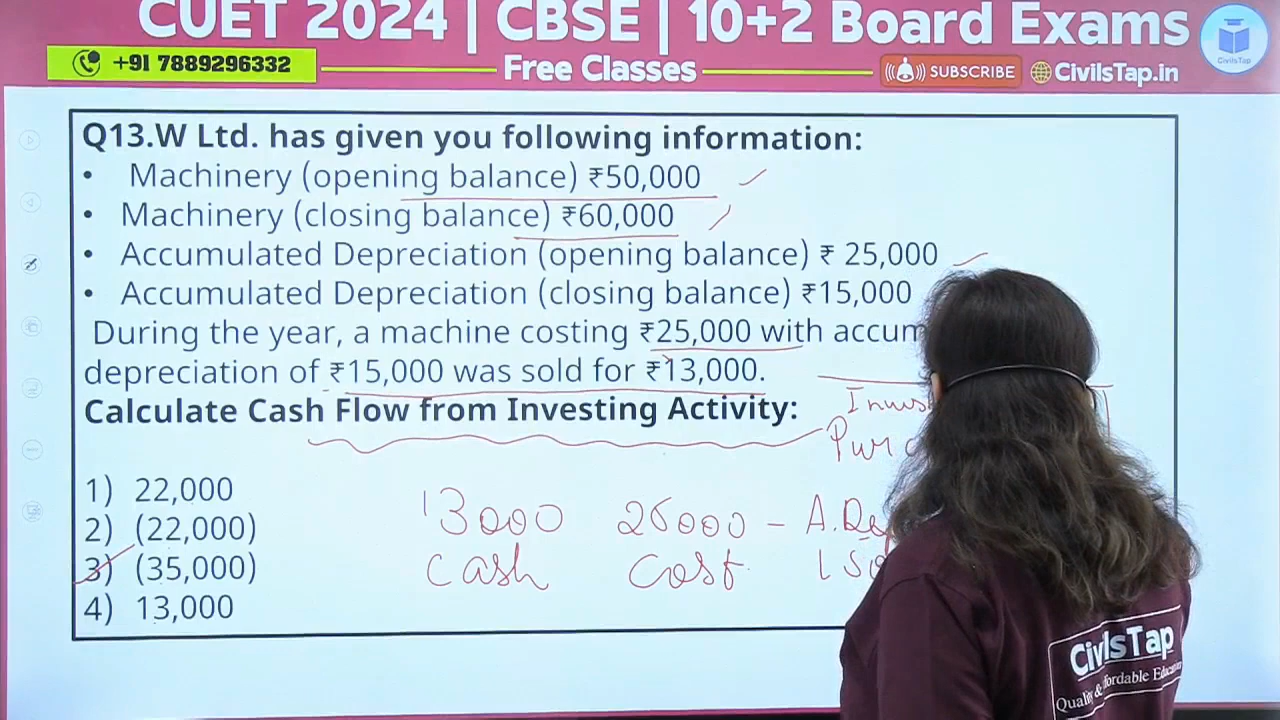 CUET 2024 | CBSE | 10+2 Board Exams
+91 7889296332
Free Classes
SUBSCRIBE
CivilsTap.in
CivilsTap
Q13.W Ltd. has given you following information:
• Machinery (opening balance) ₹50,000
• Machinery (closing balance) ₹60,000
• Accumulated Depreciation (opening balance) ₹ 25,000
• Accumulated Depreciation (closing balance) ₹15,000
During the year, a machine costing ₹25,000 with accum
depreciation of ₹15,000 was sold for ₹13,000.
Calculate Cash Flow from Investing Activity:
1) 22,000
2) (22,000)
3) (35,000)
4) 13,000
13000
cash
cost
CivilsTap
Quality & Affordable Education